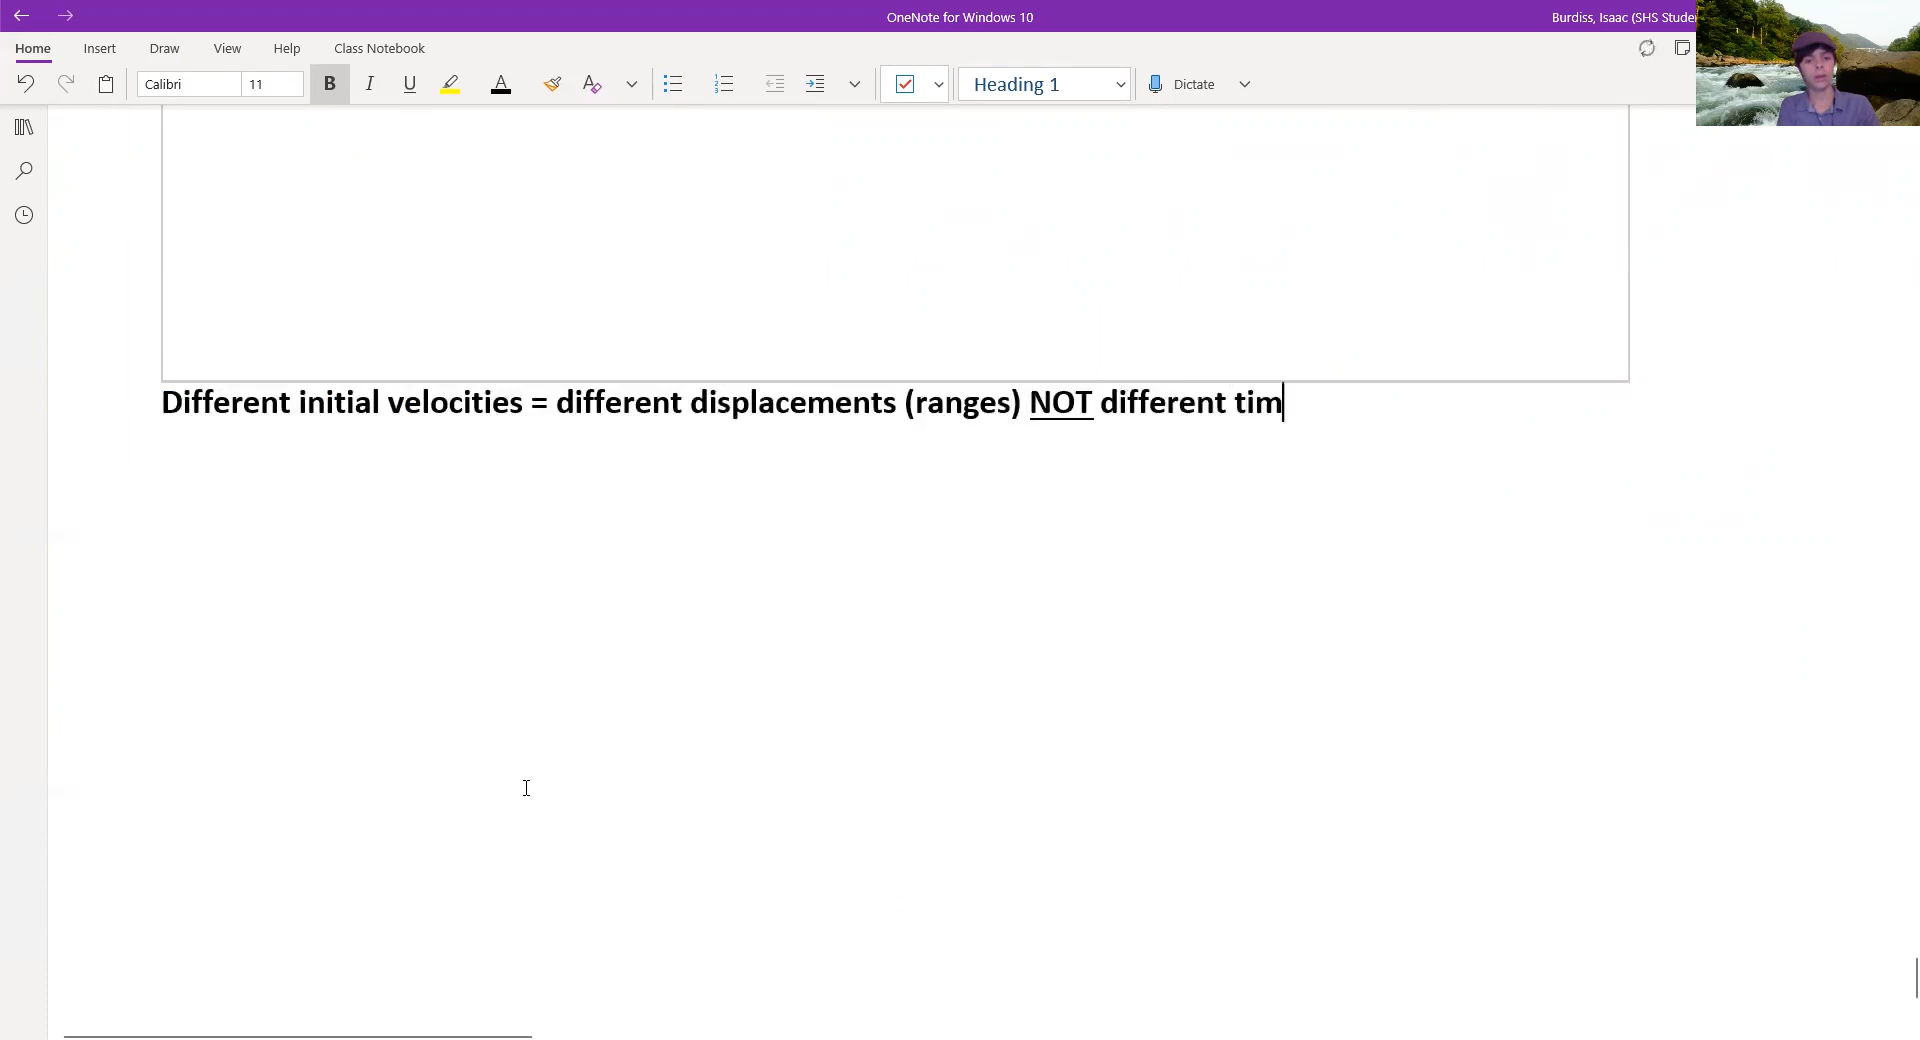 OneNote for Windows 10
Burdiss, Isaac (SHS Stude
Home Insert Draw View Help Class Notebook
Calibri 11 B I U A A Heading 1 Dictate
Different initial velocities = different displacements (ranges) NOT different tim